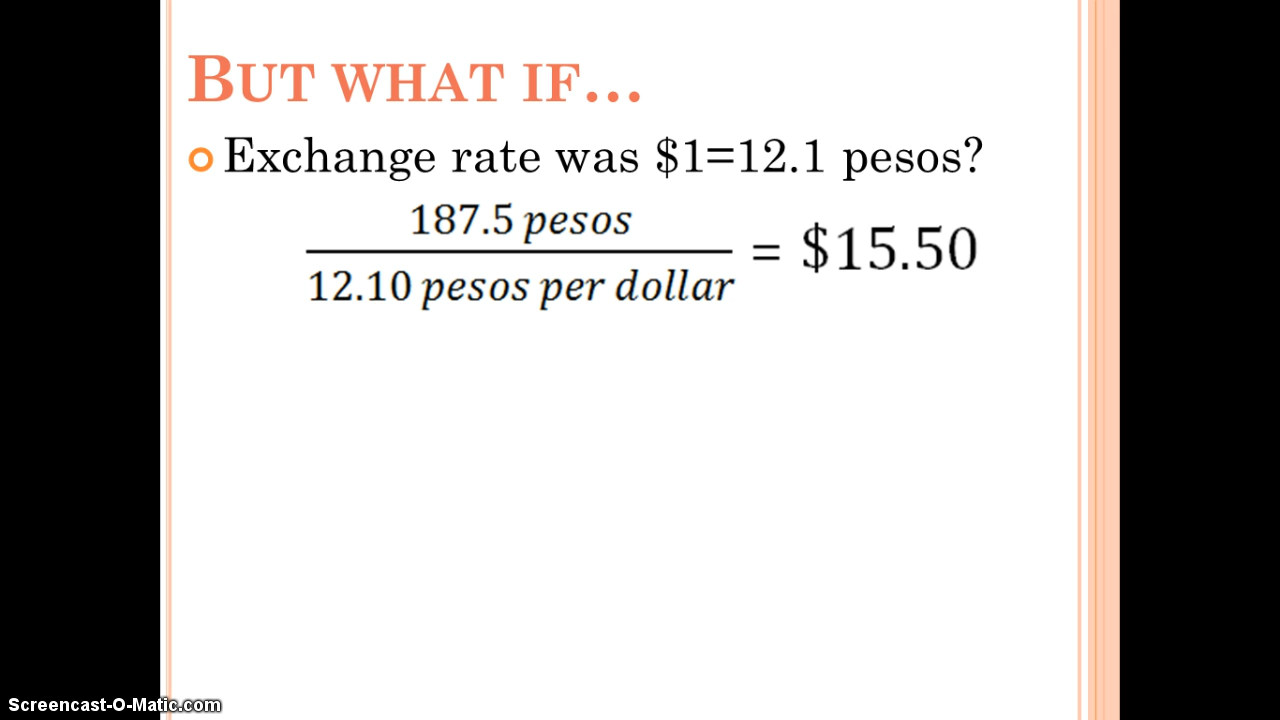 BUT WHAT IF...
Exchange rate was $1=12.1 pesos?
187.5 pesos
12.10 pesos per dollar
= $15.50
Screencast-O-Matic.com